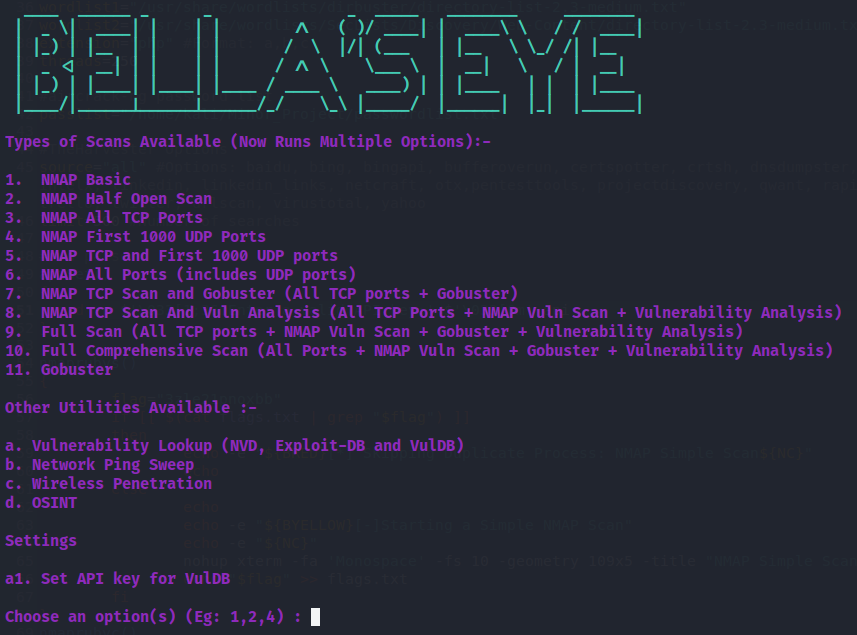 BELLA'S EYE
Types of Scans Available (Now Runs Multiple Options):-
1. NMAP Basic
2. NMAP Half Open Scan
3. NMAP All TCP Ports
4. NMAP First 1000 UDP Ports
5. NMAP TCP and First 1000 UDP ports
6. NMAP All Ports (includes UDP ports)
7. NMAP TCP Scan and Gobuster (All TCP ports + Gobuster)
8. NMAP TCP Scan And Vuln Analysis (All TCP Ports + NMAP Vuln Scan + Vulnerability Analysis)
9. Full Scan (All TCP ports + NMAP Vuln Scan + Gobuster + Vulnerability Analysis)
10. Full Comprehensive Scan (All Ports + NMAP Vuln Scan + Gobuster + Vulnerability Analysis)
11. Gobuster
Other Utilities Available :-
a. Vulnerability Lookup (NVD, Exploit-DB and VulDB)
b. Network Ping Sweep
c. Wireless Penetration
d. OSINT
Settings
a1. Set API key for VulDB
Choose an option(s) (Eg: 1,2,4) :